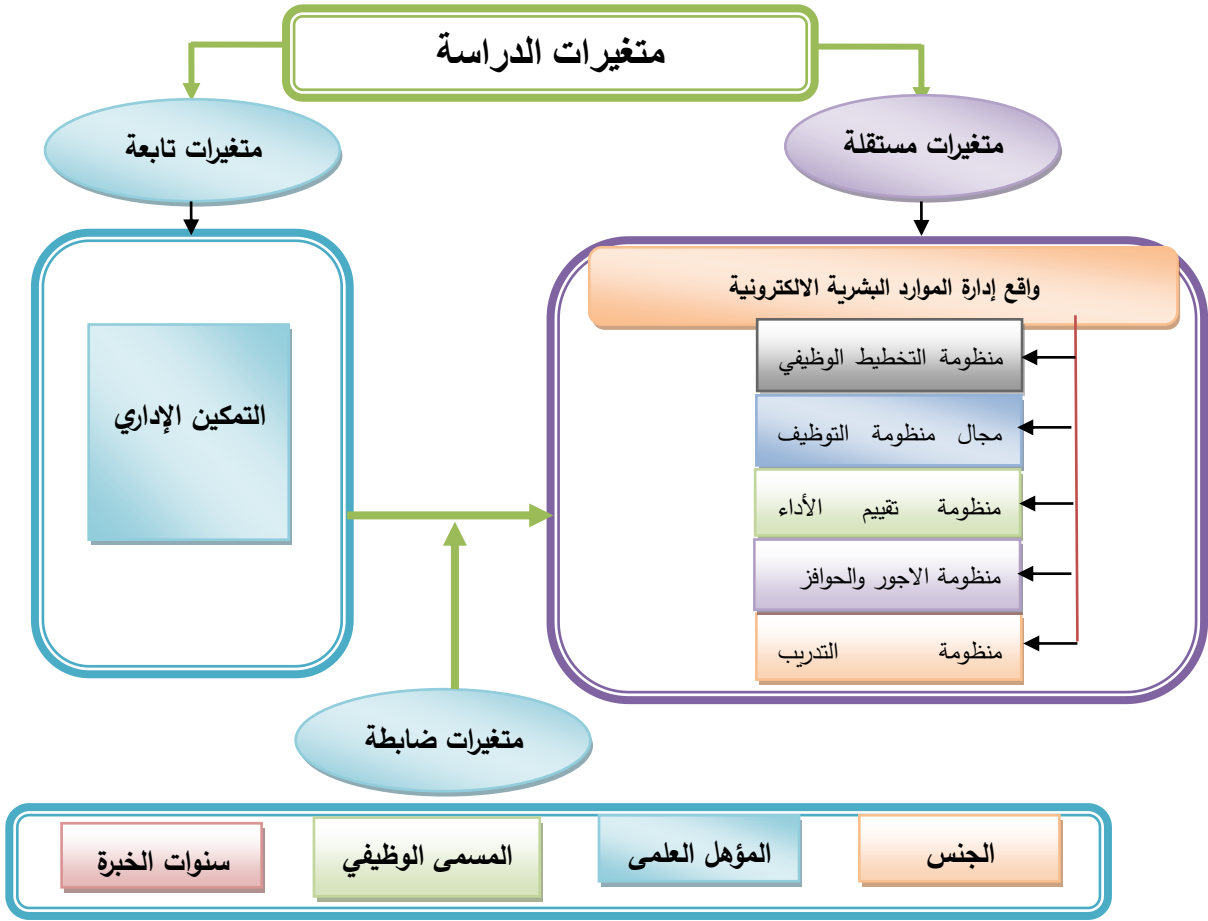 متغيرات الدراسة
متغيرات مستقلة
متغيرات تابعة
واقع إدارة الموارد البشرية الالكترونية
منظومة التخطيط الوظيفي
مجال منظومة التوظيف
منظومة تقييم الأداء
منظومة الاجور والحوافز
منظومة التدريب
التمكين الإداري
متغيرات ضابطة
الجنس
المؤهل العلمى
المسمى الوظيفي
سنوات الخبرة